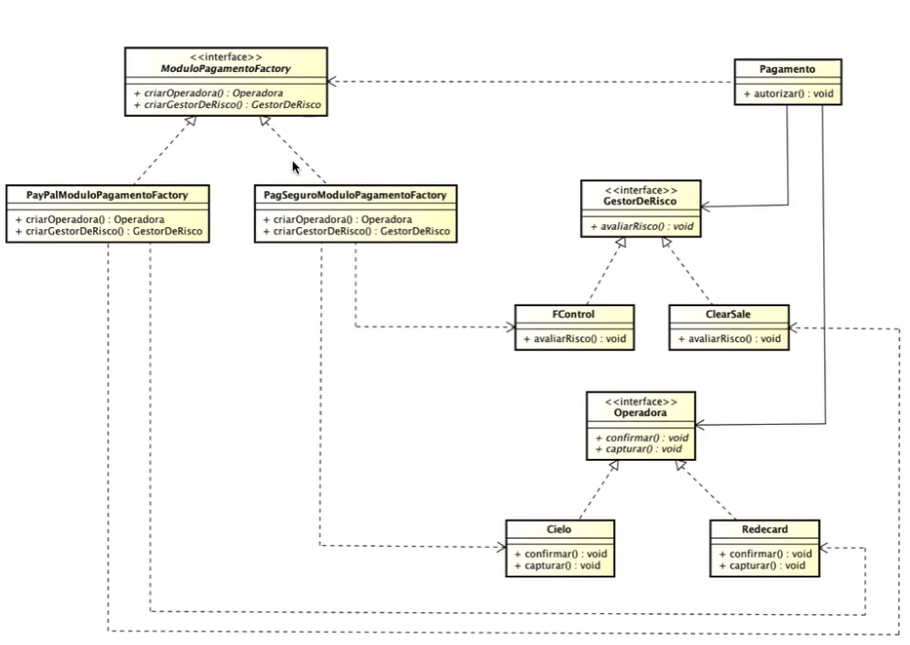 <<interface>>
ModuloPagamentoFactory
+ criarOperadora() : Operadora
+ criarGestorDeRisco() : GestorDeRisco
Pagamento
+ autorizar() : void
PayPalModuloPagamentoFactory
+ criarOperadora() : Operadora
+ criarGestorDeRisco() : GestorDeRisco
PagSeguroModuloPagamentoFactory
+ criarOperadora() : Operadora
+ criarGestorDeRisco() : GestorDeRisco
<<interface>>
GestorDeRisco
+ avaliarRisco() : void
FControl
+ avaliarRisco() : void
ClearSale
+ avaliarRisco() : void
<<interface>>
Operadora
+ confirmar() : void
+ capturar() : void
Cielo
+ confirmar() : void
+ capturar() : void
Redecard
+ confirmar() : void
+ capturar() : void